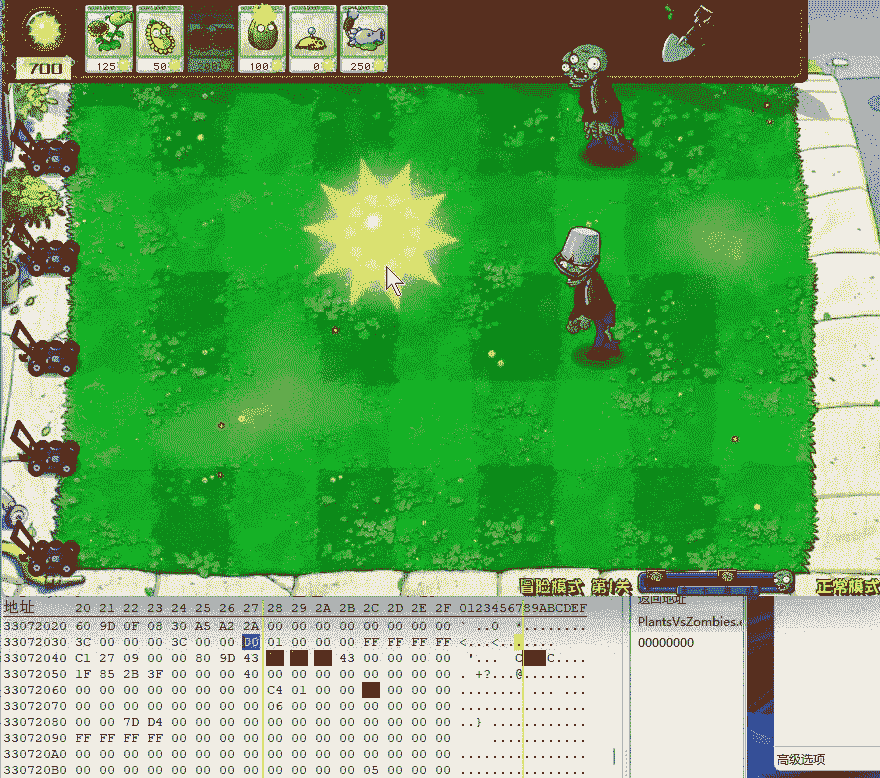 700
125
50
100
0
250
冒险模式 第1关
正常模式
地址 20 21 22 23 24 25 26 27 28 29 2A 2B 2C 2D 2E 2F 0123456789ABCDEF
33072020 60 9D 0F 08 30 A5 A2 2A 00 00 00 00 00 00 00 00
33072030 3C 00 00 00 3C 00 00 00 01 00 00 00 FF FF FF FF <...<
33072040 C1 27 09 00 00 80 9D 43 43 00 00 00 00
33072050 1F 85 2B 3F 00 00 00 40 00 00 00 00 00 00 00 00
33072060 00 00 00 00 00 00 00 00 C4 01 00 00 00 00 00
33072070 00 00 00 00 00 00 00 00 06 00 00 00 00 00 00 00 ................
33072080 00 00 7D D4 00 00 00 00 00 00 00 00 00 00 00 00
33072090 FF FF FF FF 00 00 00 00 00 00 00 00 00 00 00 00
330720A0 00 00 00 00 00 00 00 00 00 00 00 00 00 00 00 00 ................
330720B0 00 00 00 00 00 00 00 00 00 00 00 00 05 00 00 00 ................
返回地址
PlantsVsZombies.e
00000000
高级选项